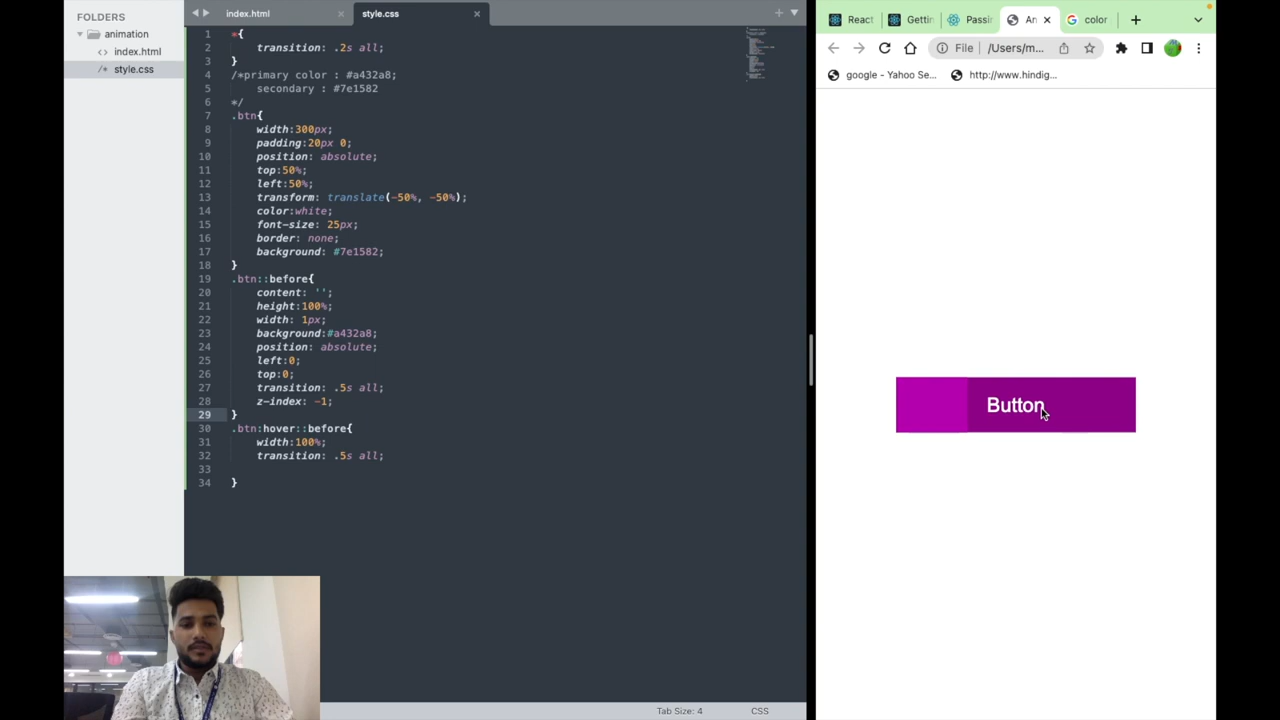 FOLDERS
animation
<> index.html
/* style.css
index.html
style.css
1 *{
2 transition: .2s all;
3 }
4 /*primary color : #a432a8;
5 secondary : #7e1582
6 */
7 .btn{
8 width:300px;
9 padding:20px 0;
10 position: absolute;
11 top:50%;
12 left:50%;
13 transform: translate(-50%, -50%);
14 color:white;
15 font-size: 25px;
16 border: none;
17 background: #7e1582;
18 }
19 .btn::before{
20 content: '';
21 height:100%;
22 width: 1px;
23 background:#a432a8;
24 position: absolute;
25 left:0;
26 top:0;
27 transition: .5s all;
28 z-index: -1;
29 }
30 .btn:hover::before{
31 width:100%;
32 transition: .5s all;
33
34 }
Tab Size: 4 CSS
React Gettin Passin An color
File /Users/m...
google - Yahoo Se... http://www.hindig...
Button